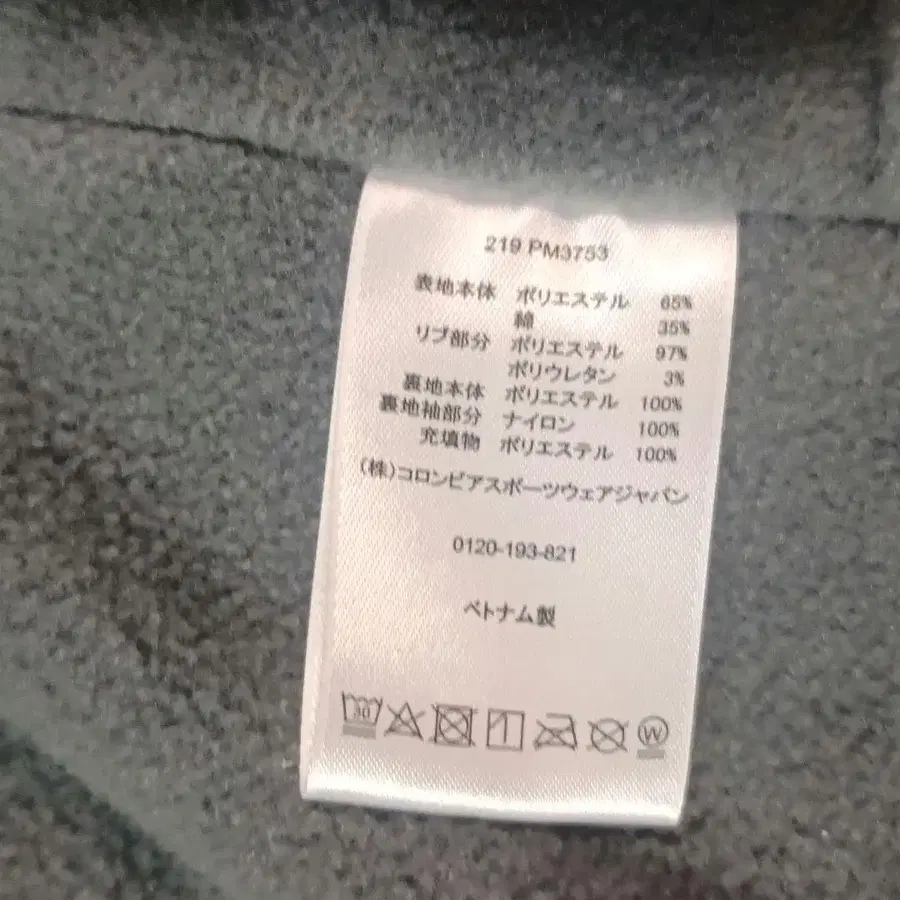 219 PM3753
表地本体 ポリエステル 65%
綿 35%
リブ部分 ポリエステル 97%
ポリウレタン 3%
裏地本体 ポリエステル 100%
裏地袖部分 ナイロン 100%
充填物 ポリエステル 100%
(株)コロンビアスポーツウェアジャパン
0120-193-821
ベトナム製
30 W